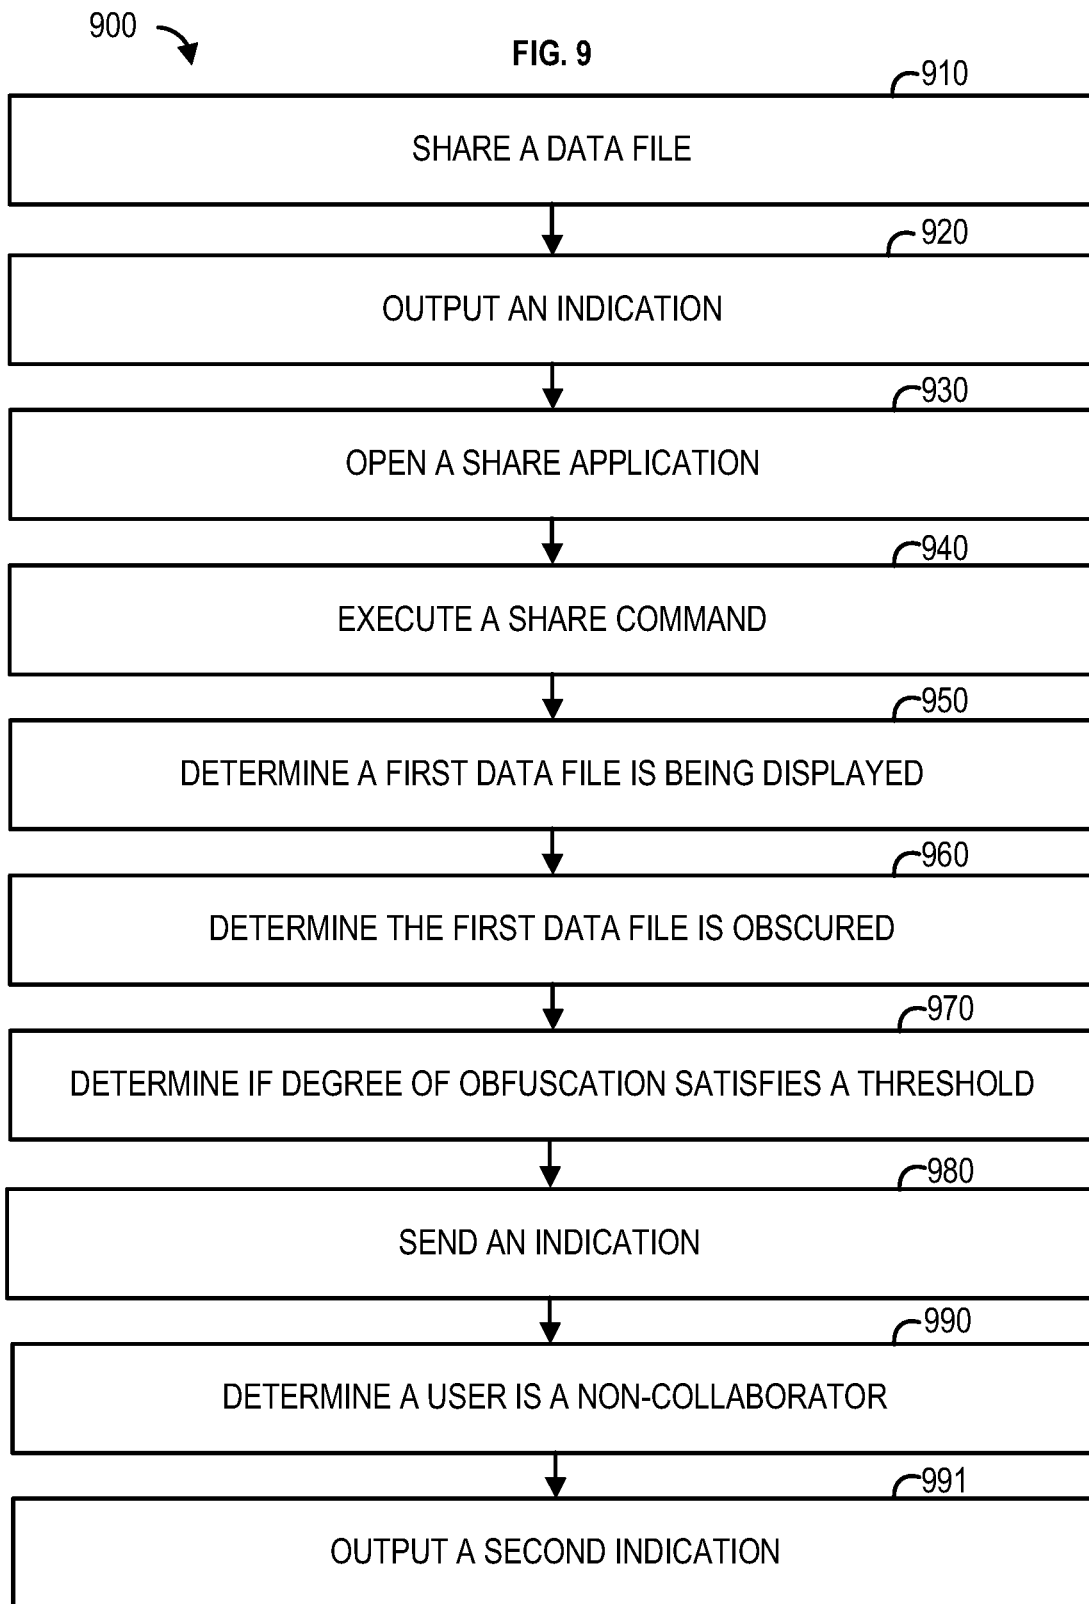 900
FIG. 9
910
SHARE A DATA FILE
920
OUTPUT AN INDICATION
930
OPEN A SHARE APPLICATION
940
EXECUTE A SHARE COMMAND
950
DETERMINE A FIRST DATA FILE IS BEING DISPLAYED
960
DETERMINE THE FIRST DATA FILE IS OBSCURED
970
DETERMINE IF DEGREE OF OBFUSCATION SATISFIES A THRESHOLD
980
SEND AN INDICATION
990
DETERMINE A USER IS A NON-COLLABORATOR
991
OUTPUT A SECOND INDICATION